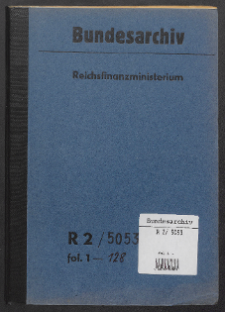 Bundesarchiv
Reichsfinanzministerium
R 2 / 5053
fol. 1 – 128
Bundesarchiv
R 2/ 5053